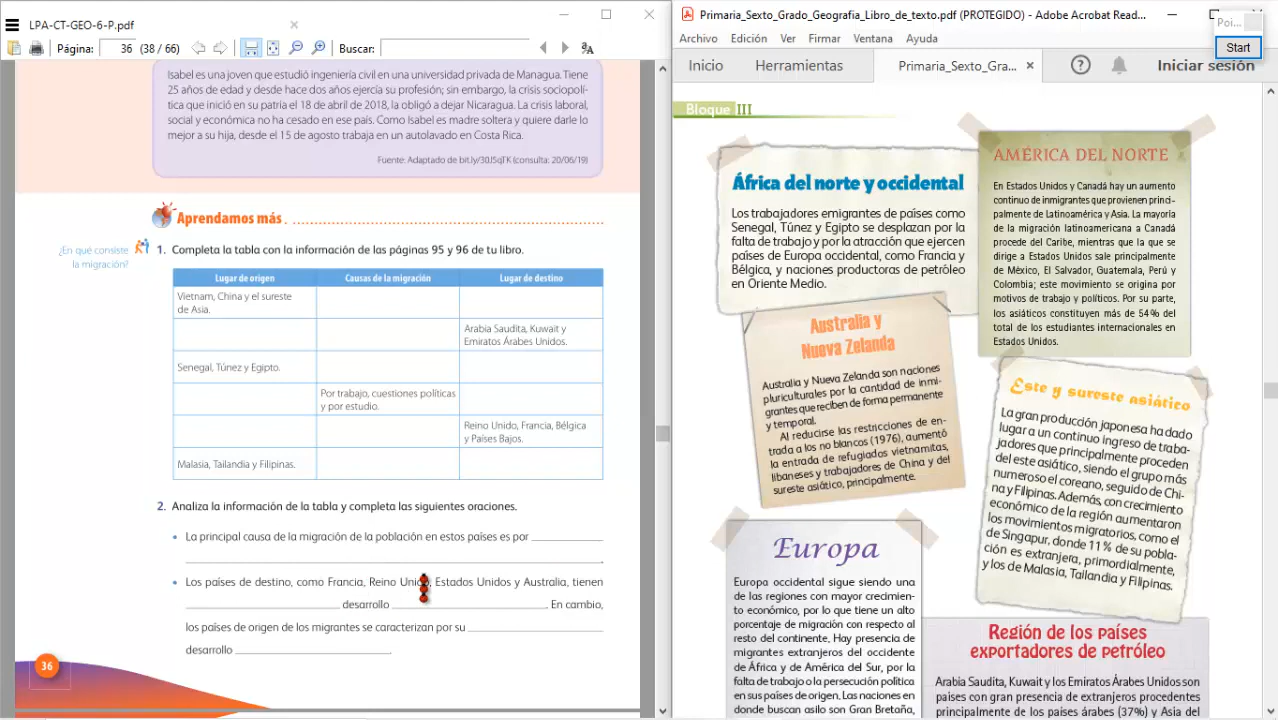 LPA-CT-GEO-6-P.pdf
Página: 36 (38 / 66) Buscar:
Isabel es una joven que estudió ingeniería civil en una universidad privada de Managua. Tiene
25 años de edad y desde hace dos años ejercía su profesión; sin embargo, la crisis sociopolí-
tica que inició en su patria el 18 de abril de 2018, la obligó a dejar Nicaragua. La crisis laboral,
social y económica no ha cesado en ese país. Como Isabel es madre soltera y quiere darle lo
mejor a su hija, desde el 15 de agosto trabaja en un autolavado en Costa Rica.
Fuente: Adaptado de (consulta: 20/06/19)
Aprendamos más
¿En qué consiste
la migración?
1. Completa la tabla con la información de las páginas 95 y 96 de tu libro.
Lugar de origen Causas de la migración Lugar de destino
Vietnam, China y el sureste
de Asia.
Arabia Saudita, Kuwait y
Emiratos Árabes Unidos.
Senegal, Túnez y Egipto.
Por trabajo, cuestiones políticas
y por estudio.
Reino Unido, Francia, Bélgica
y Países Bajos.
Malasia, Tailandia y Filipinas.
2. Analiza la información de la tabla y completa las siguientes oraciones.
• La principal causa de la migración de la población en estos países es por
• Los países de destino, como Francia, Reino Unido, Estados Unidos y Australia, tienen
desarrollo . En cambio,
los países de origen de los migrantes se caracterizan por su
desarrollo .
36
Primaria_Sexto_Grado_Geografia_Libro_de_texto.pdf (PROTEGIDO) - Adobe Acrobat Read...
Poi...
Start
Archivo Edición Ver Firmar Ventana Ayuda
Inicio Herramientas Primaria_Sexto_Gra... Iniciar sesión
Bloque III
África del norte y occidental
Los trabajadores emigrantes de países como
Senegal, Túnez y Egipto se desplazan por la
falta de trabajo y por la atracción que ejercen
países de Europa occidental, como Francia y
Bélgica, y naciones productoras de petróleo
en Oriente Medio.
AMÉRICA DEL NORTE
En Estados Unidos y Canadá hay un aumento
continuo de inmigrantes que provienen princi-
palmente de Latinoamérica y Asia. La mayoría
de la migración latinoamericana a Canadá
procede del Caribe, mientras que la que se
dirige a Estados Unidos sale principalmente
de México, El Salvador, Guatemala, Perú y
Colombia; este movimiento se origina por
motivos de trabajo y políticos. Por su parte,
los asiáticos constituyen más de 54% del
total de los estudiantes internacionales en
Estados Unidos.
Australia y
Nueva Zelanda
Australia y Nueva Zelanda son naciones
pluriculturales por la cantidad de inmi-
grantes que reciben de forma permanente
y temporal.
Al reducirse las restricciones de en-
trada a los no blancos (1976), aumentó
la entrada de refugiados vietnamitas,
libaneses y trabajadores de China y del
sureste asiático, principalmente.
Este y sureste asiático
La gran producción japonesa ha dado
lugar a un continuo ingreso de traba-
jadores que principalmente proceden
del este asiático, siendo el grupo más
numeroso el coreano, seguido de Chi-
na y Filipinas. Además, con crecimiento
económico de la región aumentaron
los movimientos migratorios, como el
de Singapur, donde 11% de su pobla-
ción es extranjera, primordialmente,
y los de Malasia, Tailandia y Filipinas.
Europa
Europa occidental sigue siendo una
de las regiones con mayor crecimien-
to económico, por lo que tiene un alto
porcentaje de migración con respecto al
resto del continente. Hay presencia de
migrantes extranjeros del occidente
de África y de América del Sur, por la
falta de trabajo o la persecución política
en sus países de origen. Las naciones en
donde buscan asilo son Gran Bretaña,
Región de los países
exportadores de petróleo
Arabia Saudita, Kuwait y los Emiratos Árabes Unidos son
países con gran presencia de extranjeros procedentes
principalmente de los países árabes (37%) y Asia del